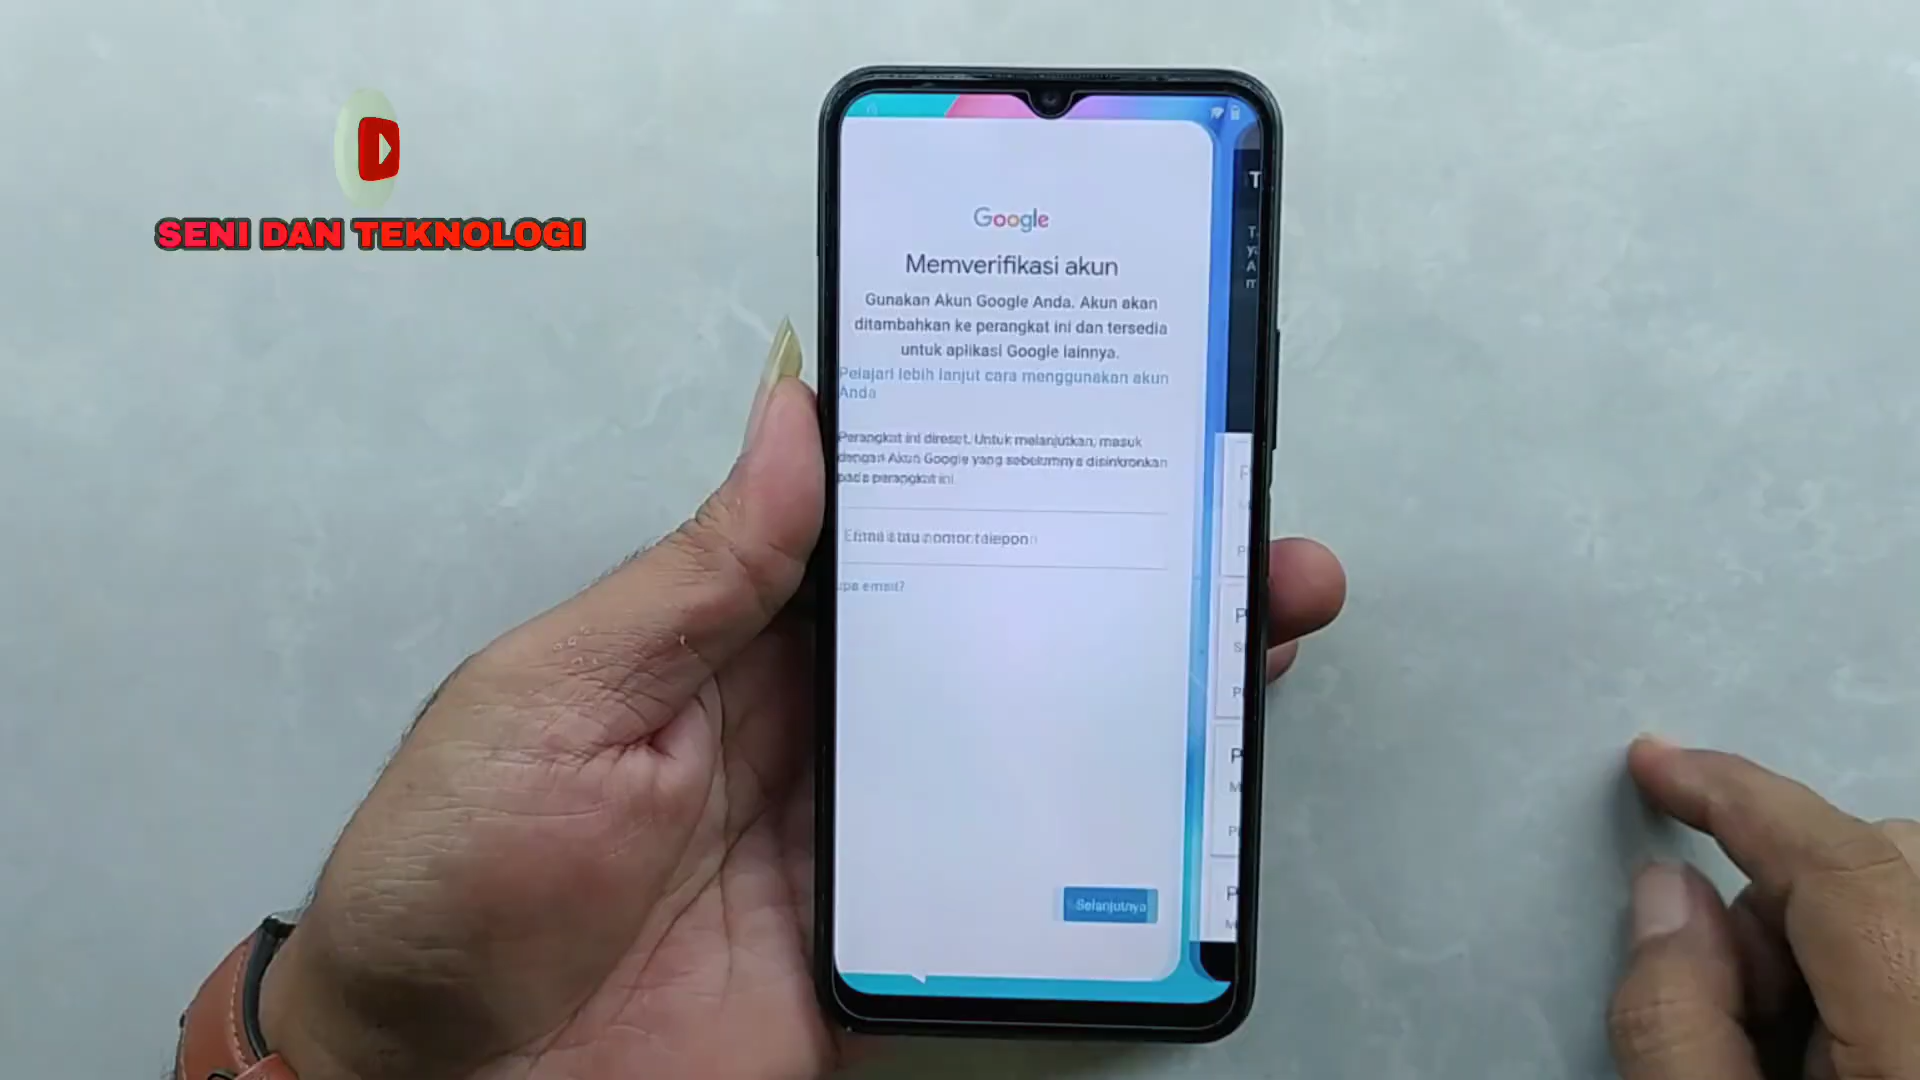 SENI DAN TEKNOLOGI
Google
Memverifikasi akun
Gunakan Akun Google Anda. Akun akan
ditambahkan ke perangkat ini dan tersedia
untuk aplikasi Google lainnya.
Pelajari lebih lanjut cara menggunakan akun
Anda
Perangkat ini direset. Untuk melanjutkan, masuk
dengan Akun Google yang sebelumnya disinkronkan
pada perangkat ini.
Email atau nomor telepon
email?
Selanjutnya